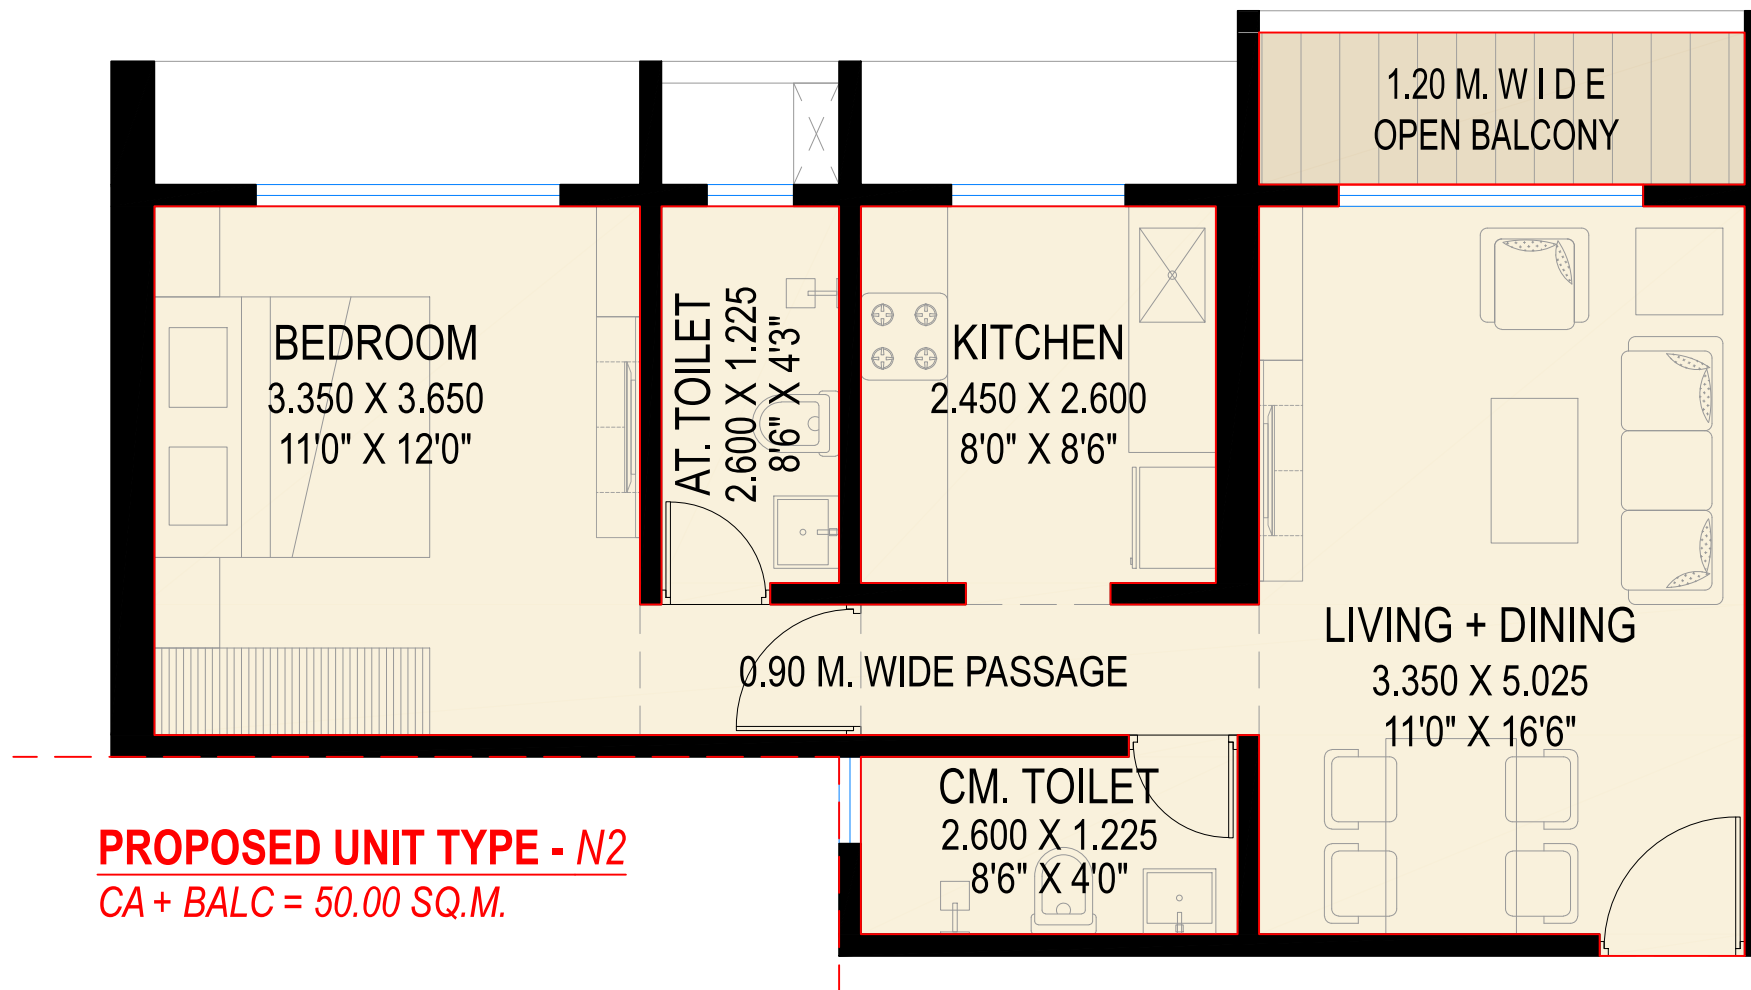 1.20 M. W I D E
OPEN BALCONY
BEDROOM
3.350 X 3.650
11'0" X 12'0"
AT. TOILET
2.600 X 1.225
8'6" X 4'3"
KITCHEN
2.450 X 2.600
8'0" X 8'6"
LIVING + DINING
3.350 X 5.025
11'0" X 16'6"
0.90 M. WIDE PASSAGE
CM. TOILET
2.600 X 1.225
8'6" X 4'0"
PROPOSED UNIT TYPE - N2
CA + BALC = 50.00 SQ.M.